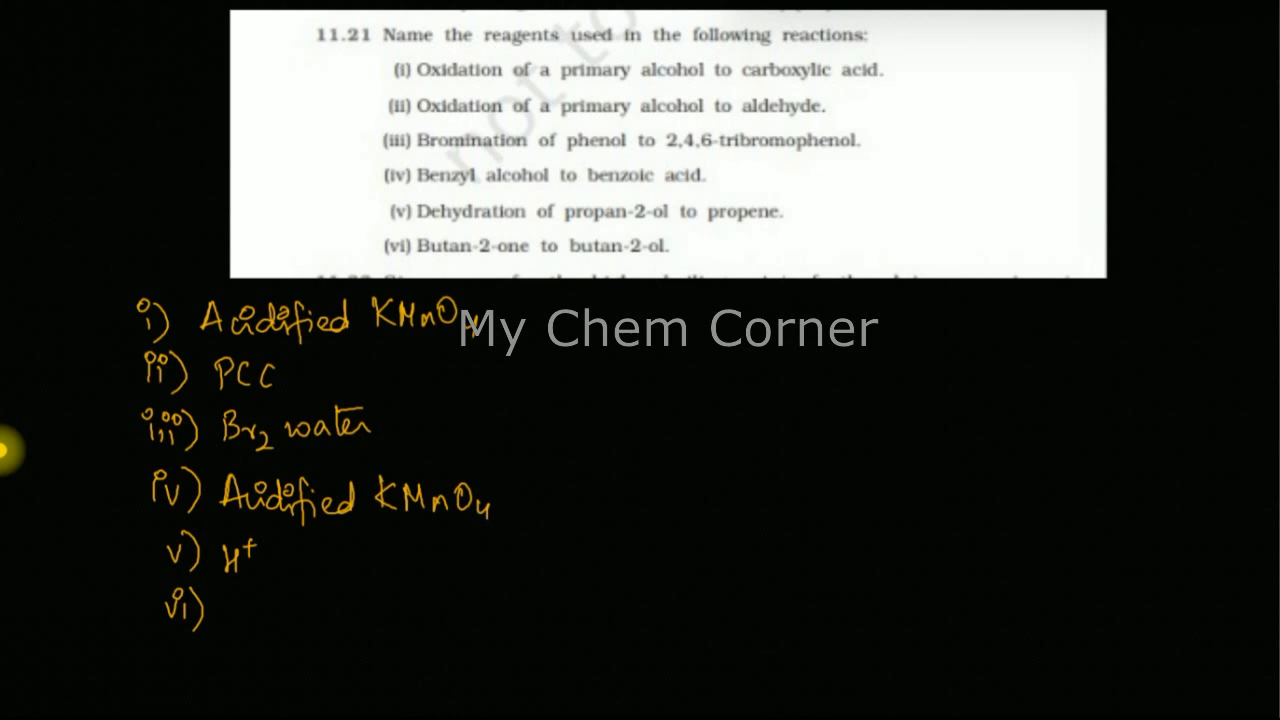 11.21 Name the reagents used in the following reactions:
(i) Oxidation of a primary alcohol to carboxylic acid.
(ii) Oxidation of a primary alcohol to aldehyde.
(iii) Bromination of phenol to 2,4,6-tribromophenol.
(iv) Benzyl alcohol to benzoic acid.
(v) Dehydration of propan-2-ol to propene.
(vi) Butan-2-one to butan-2-ol.
not to
i) Acidified KMnO4
My Chem Corner
ii) PCC
iii) Br2 water
iv) Acidified KMnO4
v) H+
vi)